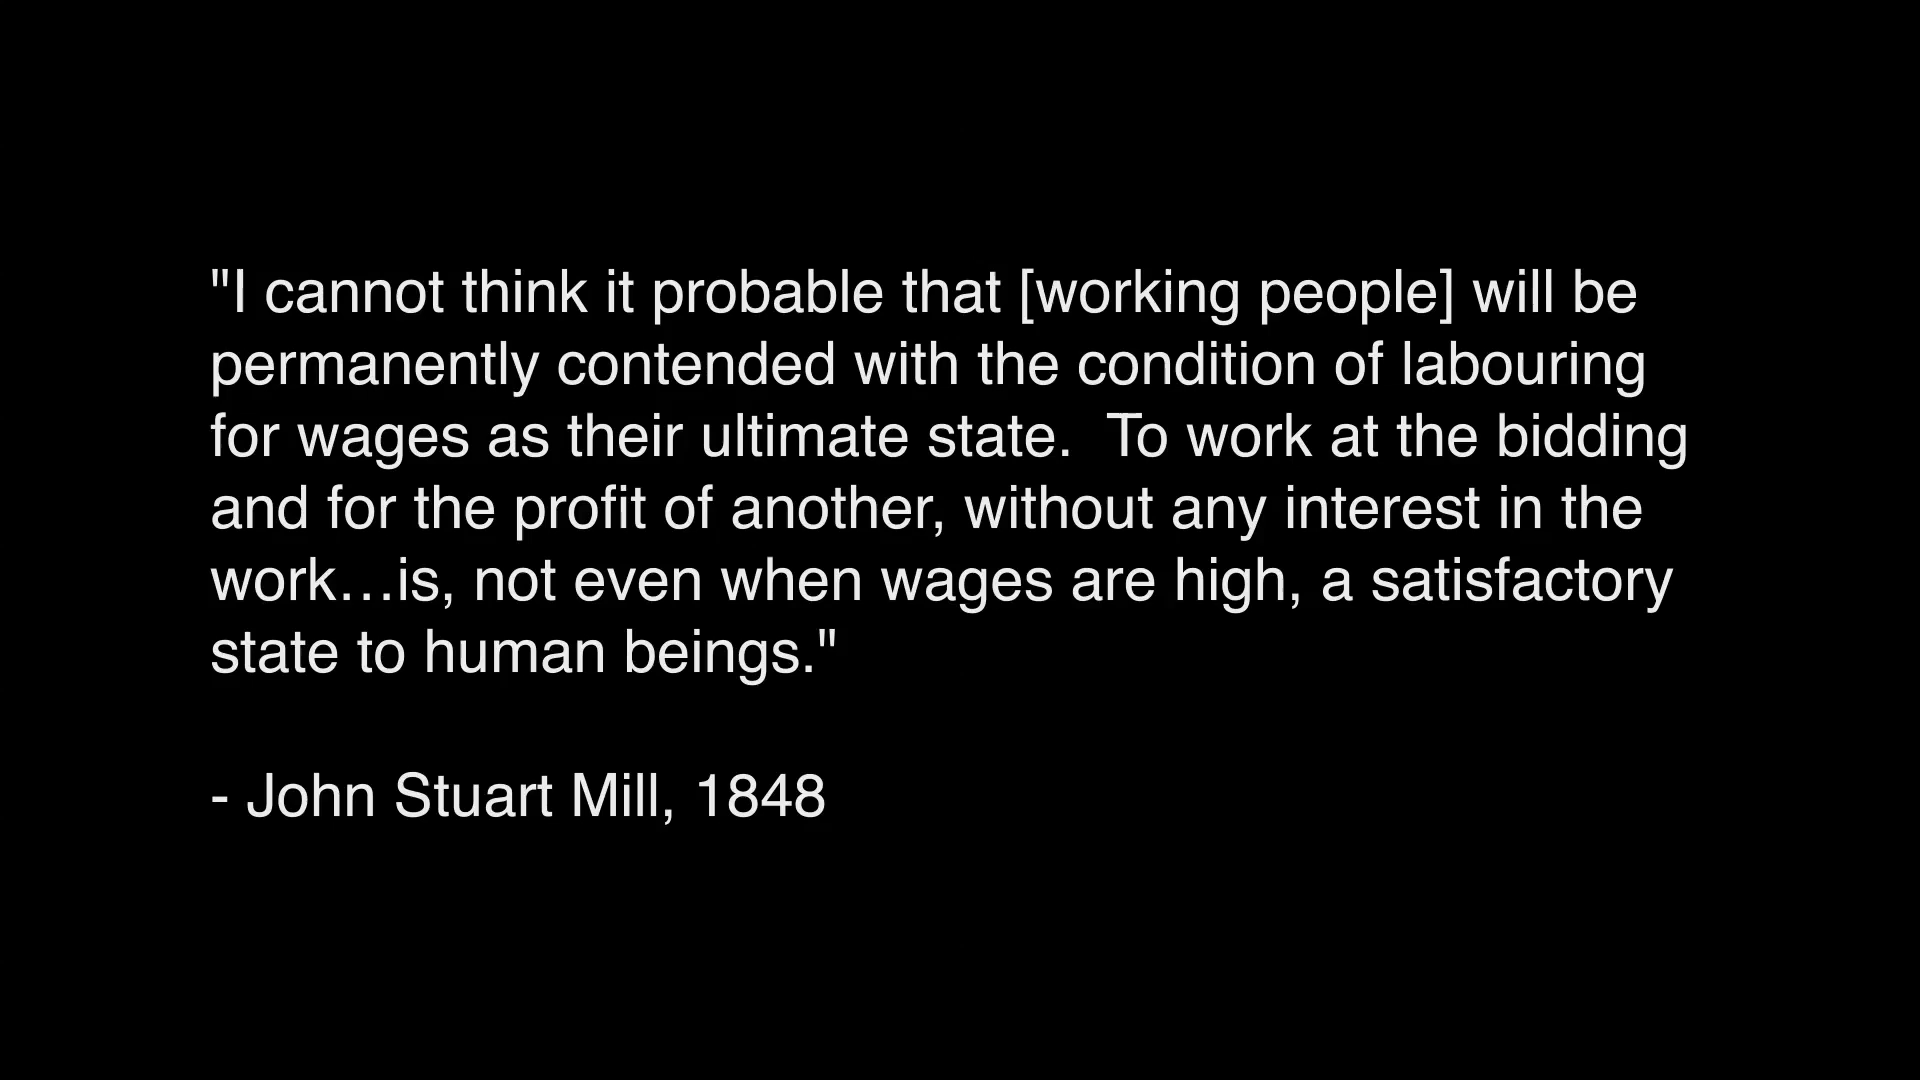 "I cannot think it probable that [working people] will be
permanently contended with the condition of labouring
for wages as their ultimate state.  To work at the bidding
and for the profit of another, without any interest in the
work…is, not even when wages are high, a satisfactory
state to human beings."
- John Stuart Mill, 1848